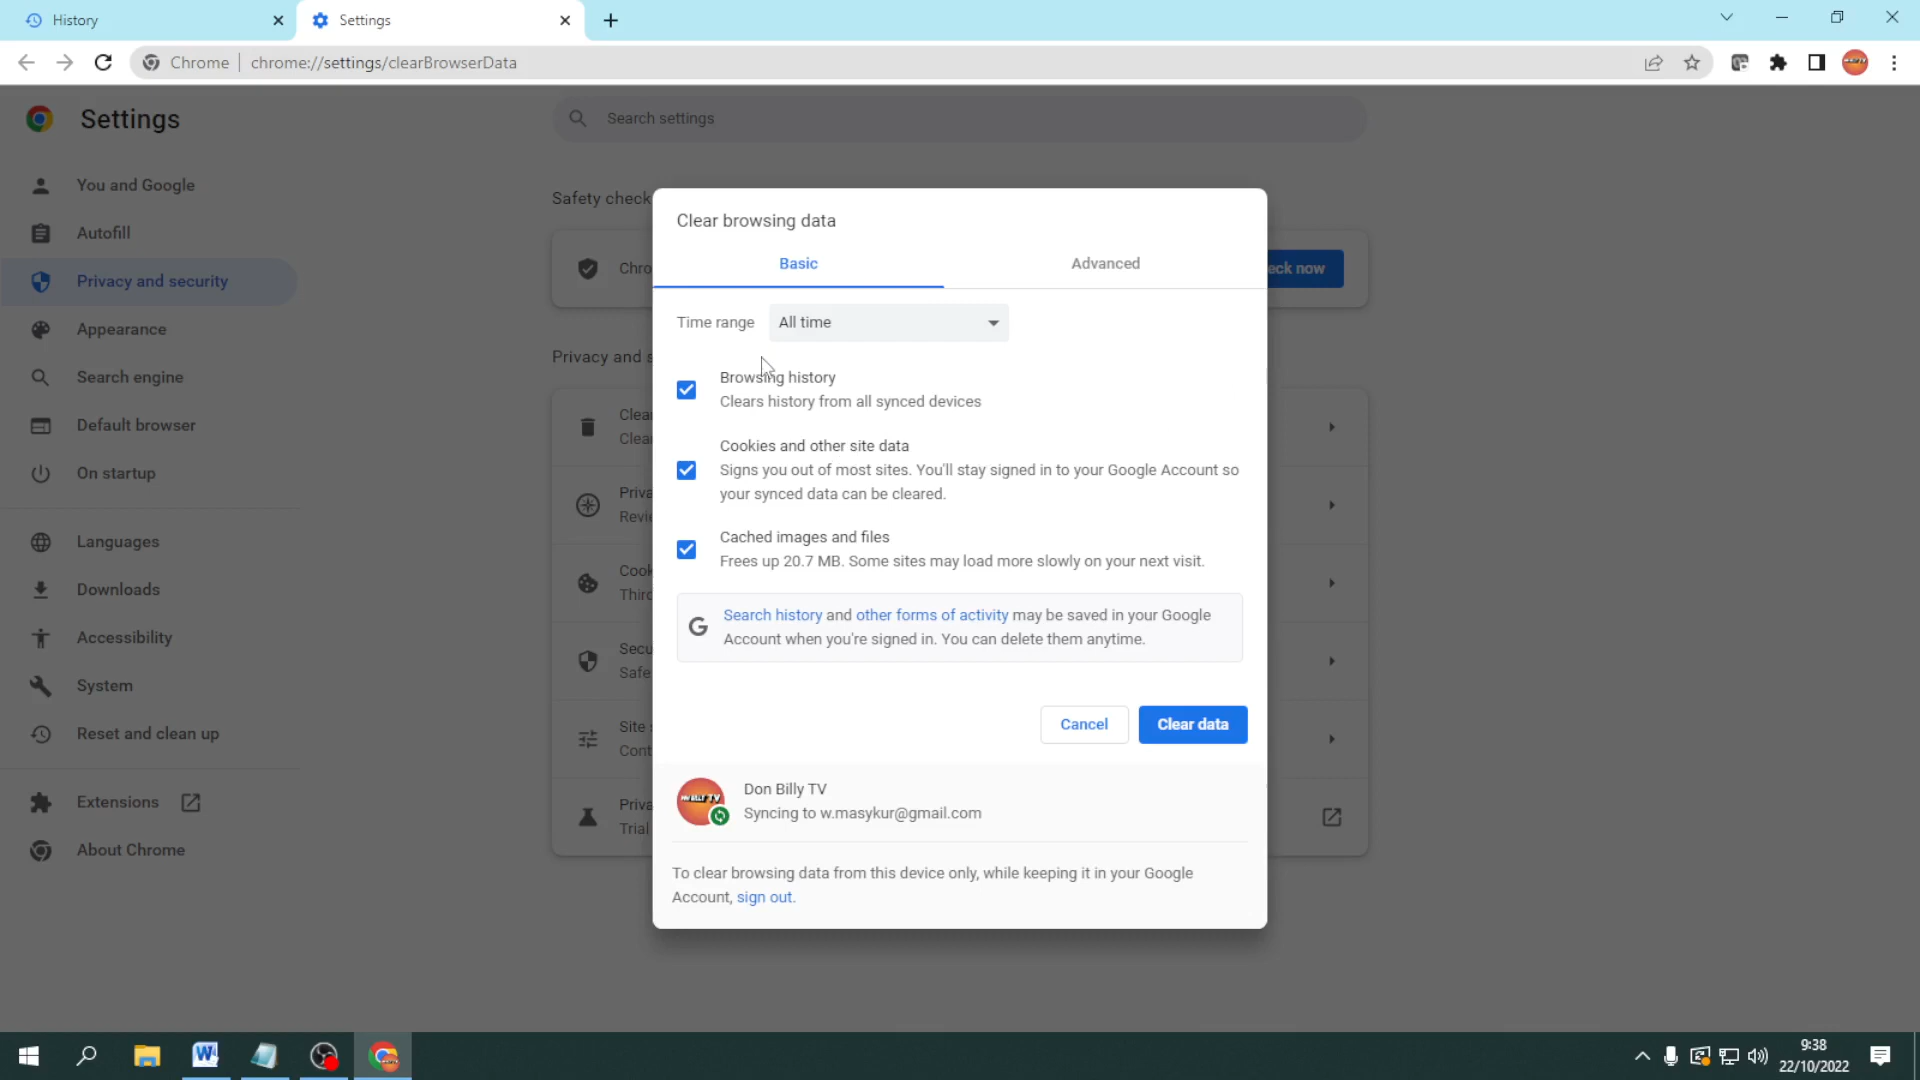 History
Settings
Chrome
chrome://settings/clearBrowserData
Settings
Search settings
You and Google
Autofill
Privacy and security
Appearance
Search engine
Default browser
On startup
Languages
Downloads
Accessibility
System
Reset and clean up
Extensions
About Chrome
Safety check
Chro
eck now
Privacy and s
Clea
Clea
Priva
Revie
Cook
Third
Secu
Safe
Site s
Cont
Priva
Trial
Clear browsing data
Basic
Advanced
Time range
All time
Browsing history
Clears history from all synced devices
Cookies and other site data
Signs you out of most sites. You'll stay signed in to your Google Account so
your synced data can be cleared.
Cached images and files
Frees up 20.7 MB. Some sites may load more slowly on your next visit.
Search history and other forms of activity may be saved in your Google
Account when you're signed in. You can delete them anytime.
Cancel
Clear data
Don Billy TV
Syncing to w.masykur@gmail.com
To clear browsing data from this device only, while keeping it in your Google
Account, sign out.
9:38
22/10/2022